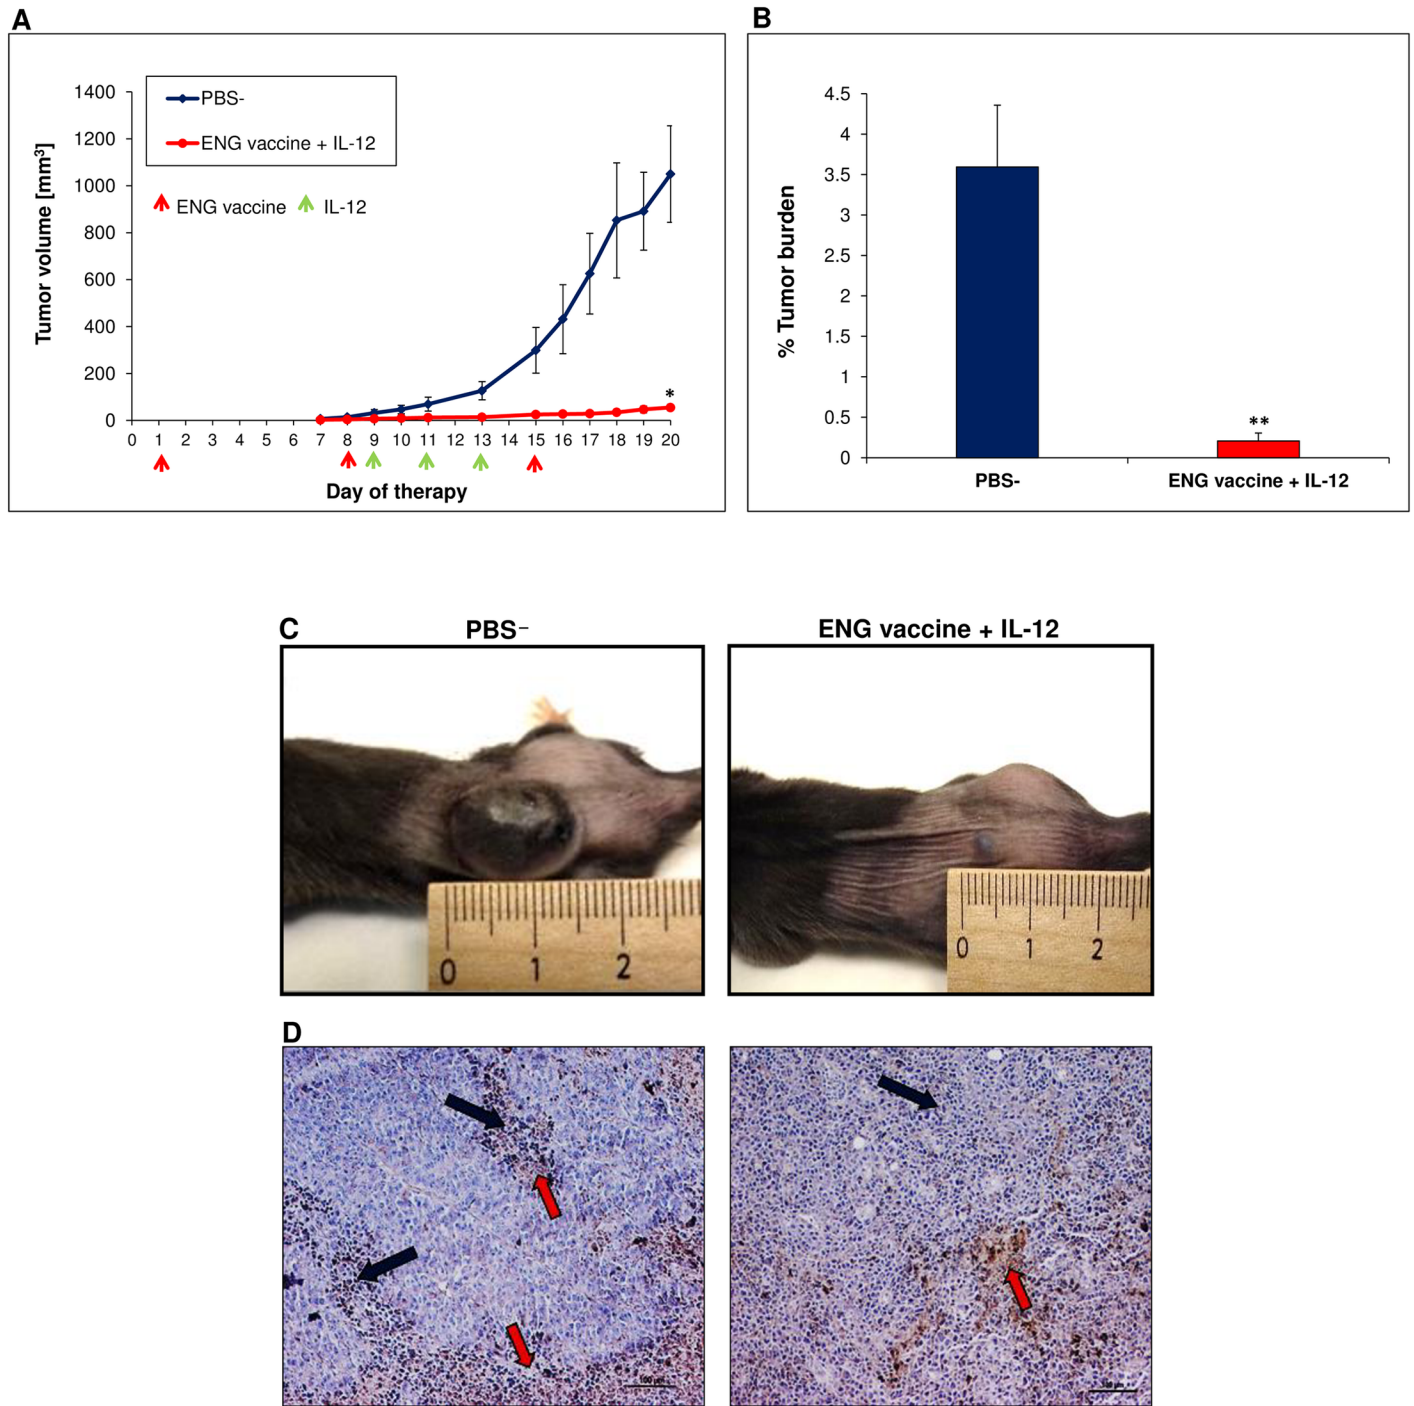 A
1400
1200
1000
800
600
400
200
0
Tumor volume [mm³]
PBS-
ENG vaccine + IL-12
ENG vaccine
IL-12
*
0 1 2 3 4 5 6 7 8 9 10 11 12 13 14 15 16 17 18 19 20
Day of therapy
B
4.5
4
3.5
3
2.5
2
1.5
1
0.5
0
% Tumor burden
**
PBS-
ENG vaccine + IL-12
C
PBS–
ENG vaccine + IL-12
0 1 2
0 1 2
D
100 µm
100 µm